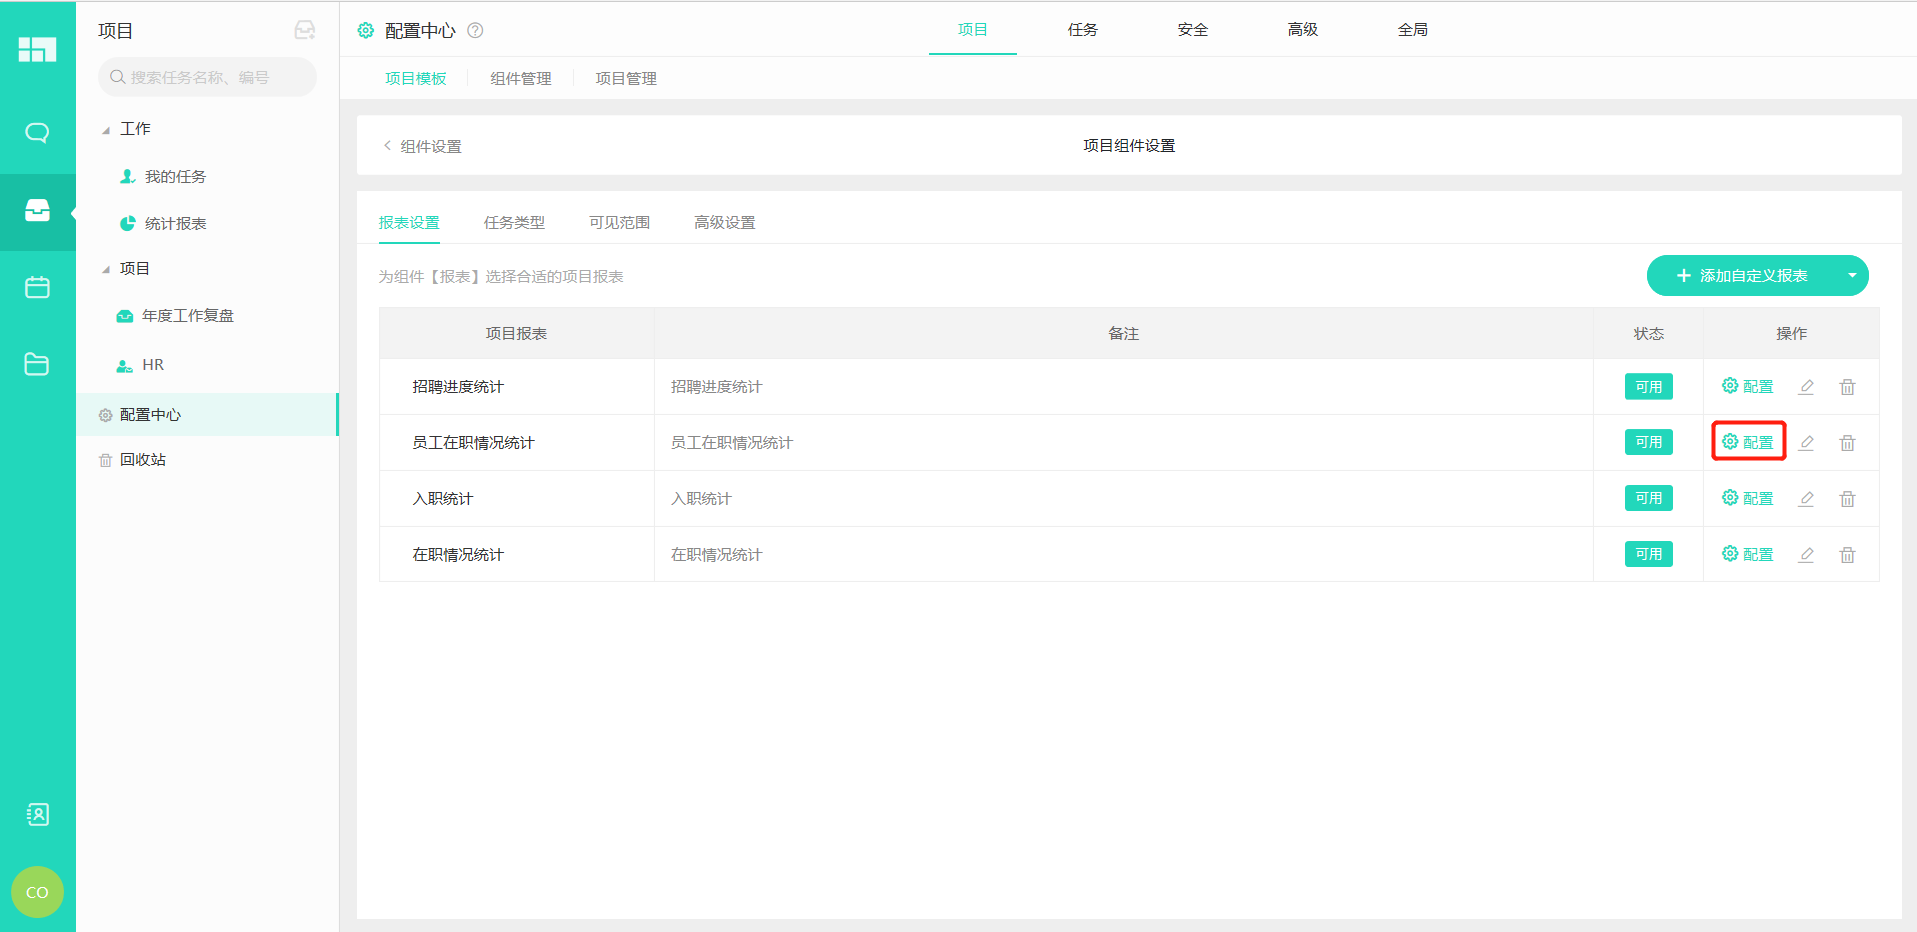 项目
搜索任务名称、编号
工作
我的任务
统计报表
项目
年度工作复盘
HR
配置中心
回收站
CO
配置中心
项目 任务 安全 高级 全局
项目模板 组件管理 项目管理
组件设置 项目组件设置
报表设置 任务类型 可见范围 高级设置
为组件【报表】选择合适的项目报表 添加自定义报表
项目报表 备注 状态 操作
招聘进度统计 招聘进度统计 可用 配置
员工在职情况统计 员工在职情况统计 可用 配置
入职统计 入职统计 可用 配置
在职情况统计 在职情况统计 可用 配置